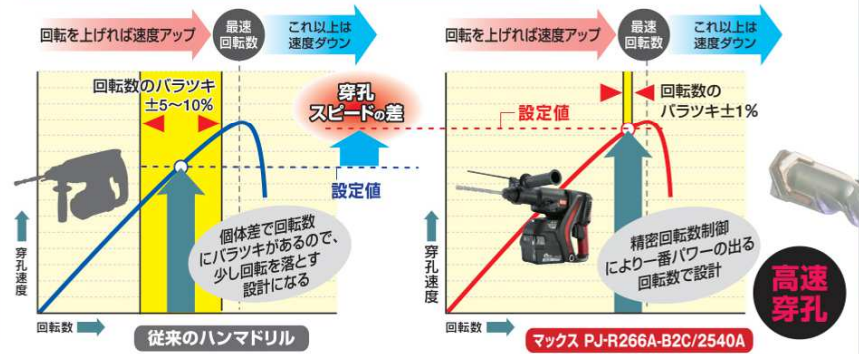 回転を上げれば速度アップ
最速
回転数
これ以上は
速度ダウン
回転数のバラツキ
±5～10%
設定値
個体差で回転数
にバラツキがあるので、
少し回転を落とす
設計になる
穿孔速度
回転数
従来のハンマドリル
穿孔
スピードの差
回転を上げれば速度アップ
最速
回転数
これ以上は
速度ダウン
設定値
回転数の
バラツキ±1%
精密回転数制御
により一番パワーの出る
回転数で設計
穿孔速度
回転数
マックス PJ-R266A-B2C/2540A
高速
穿孔